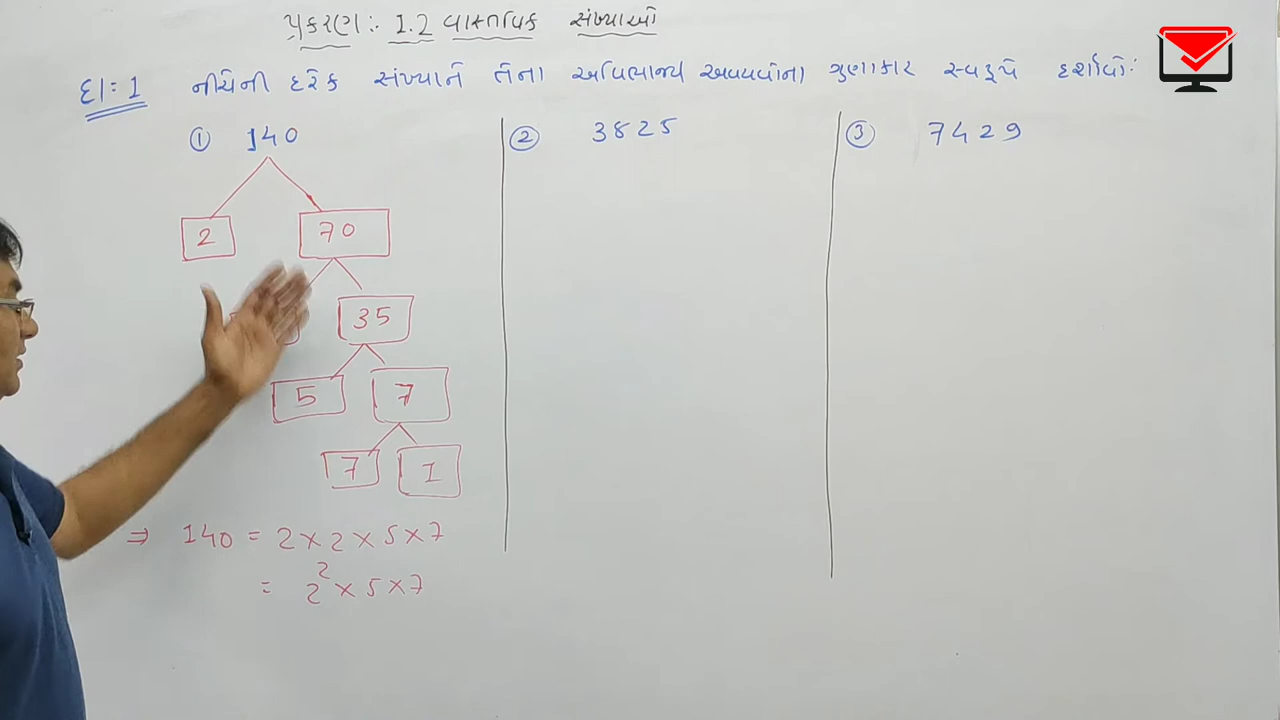 પ્રકરણ:- 1.2 વાસ્તવિક સંખ્યાઓ
દા: 1 નીચેની દરેક સંખ્યાને તેના અવિભાજ્ય અવયવોના ગુણાકાર સ્વરૂપે દર્શાવો:
① 140
2 70
35
5 7
7 1
⇒ 140 = 2 × 2 × 5 × 7
= 2² × 5 × 7
② 3825
③ 7429